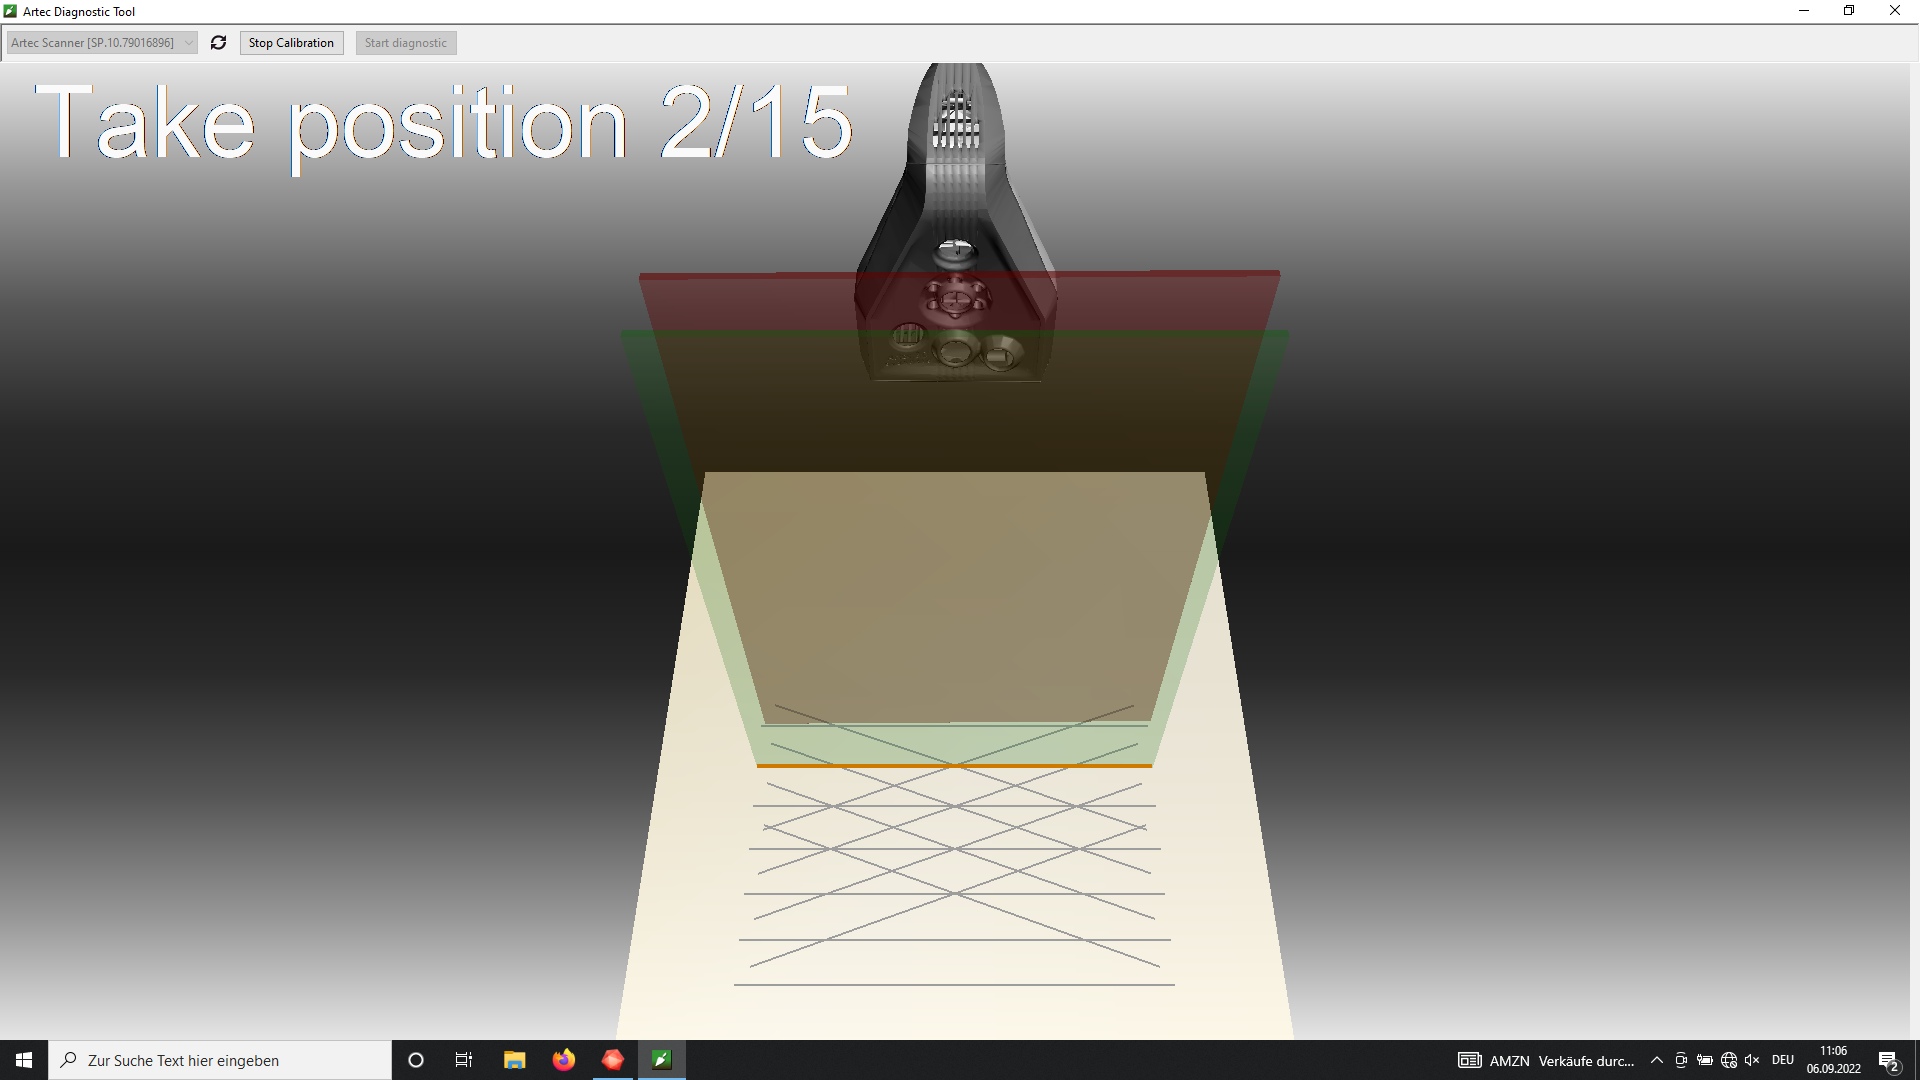 Artec Diagnostic Tool
Artec Scanner [SP.10.79016896]
Stop Calibration
Start diagnostic
Take position 2/15
Zur Suche Text hier eingeben
AMZN Verkäufe durc...
DEU
11:06
06.09.2022
2